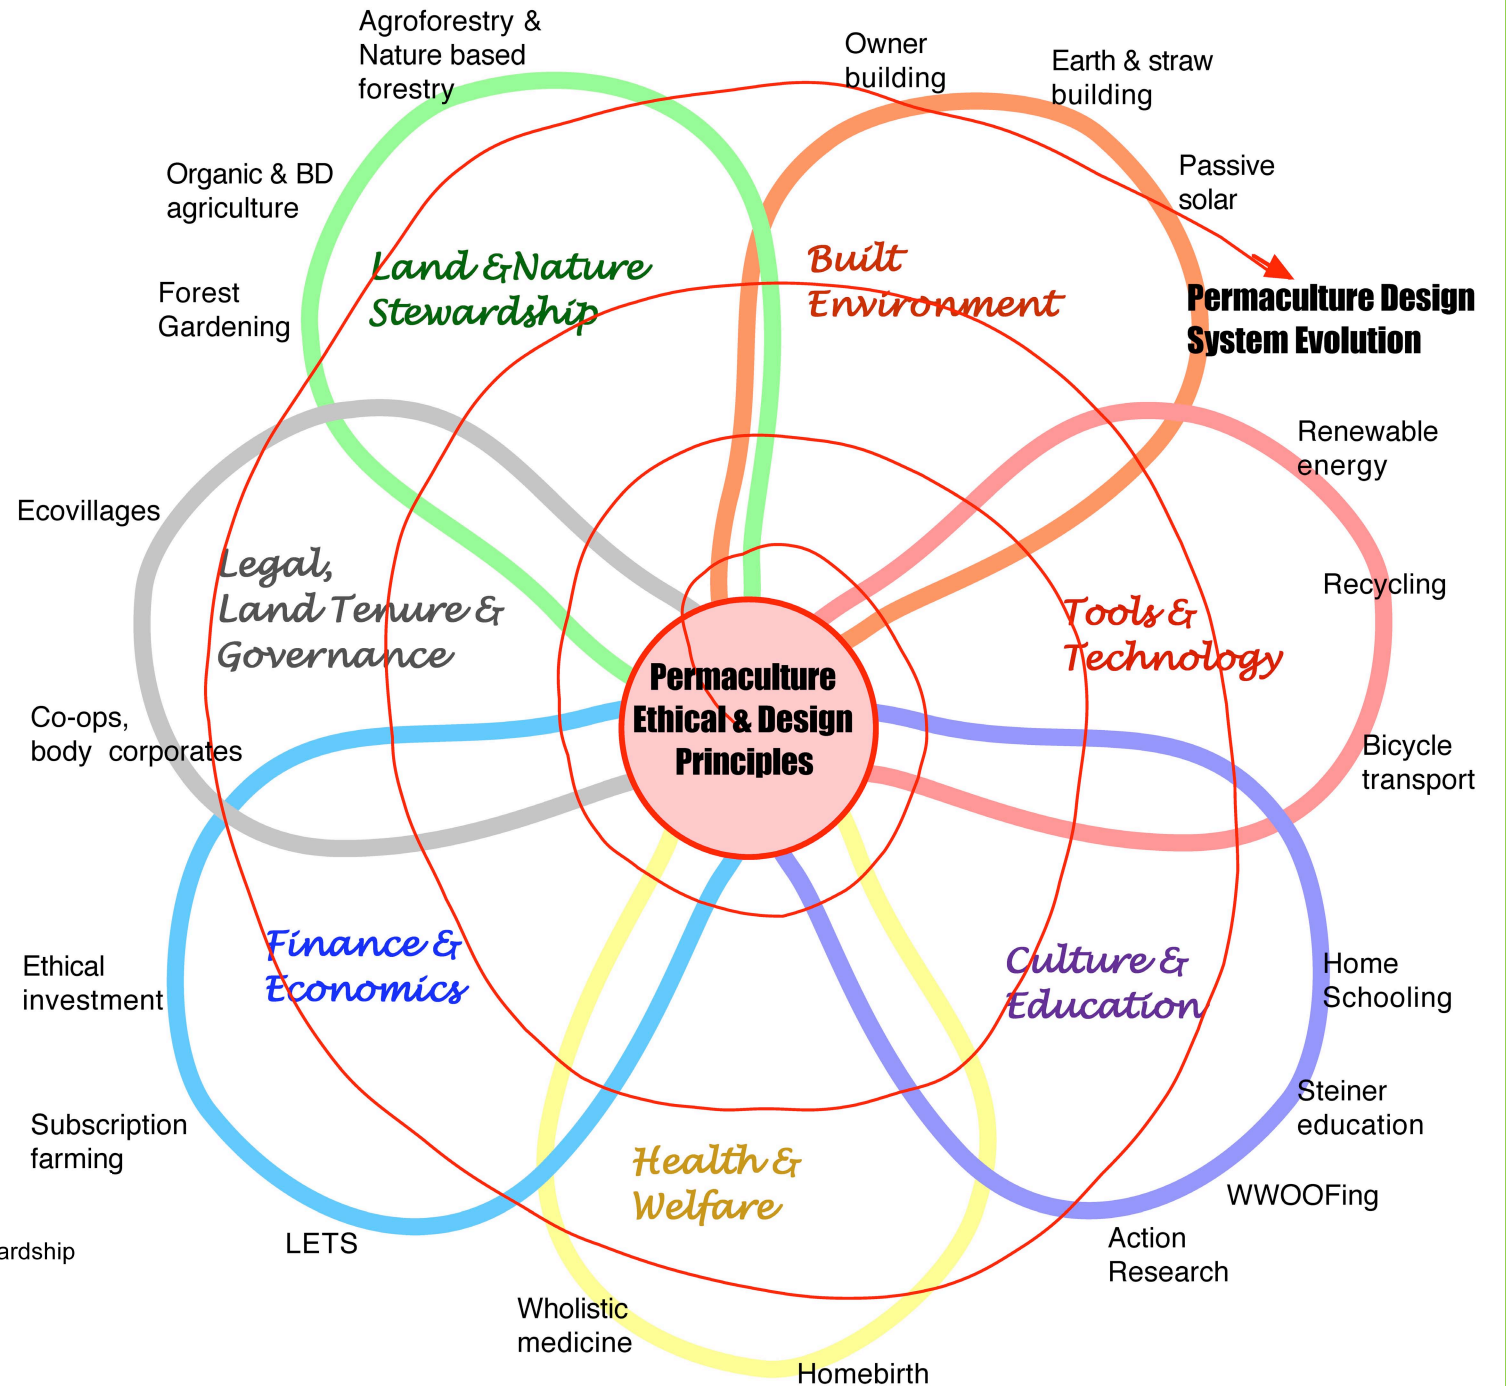 Agroforestry &
Nature based
forestry
Owner
building
Earth & straw
building
Organic & BD
agriculture
Passive
solar
Land &Nature
Stewardship
Built
Environment
Forest
Gardening
Permaculture Design
System Evolution
Renewable
energy
Ecovillages
Legal,
Land Tenure &
Governance
Tools &
Technology
Recycling
Permaculture
Ethical & Design
Principles
Co-ops,
body corporates
Bicycle
transport
Finance &
Economics
Culture &
Education
Ethical
investment
Home
Schooling
Subscription
farming
Steiner
education
Health &
Welfare
WWOOFing
LETS
Action
Research
ardship
Wholistic
medicine
Homebirth